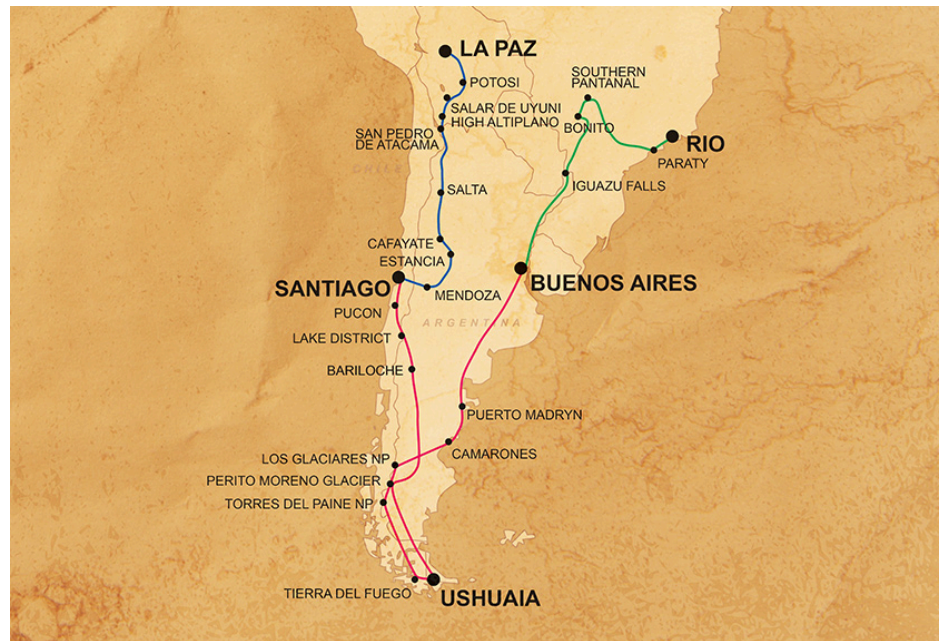 LA PAZ
POTOSI
SOUTHERN
PANTANAL
SALAR DE UYUNI
HIGH ALTIPLANO
BONITO
SAN PEDRO
DE ATACAMA
RIO
PARATY
CHILE
IGUAZU FALLS
SALTA
CAFAYATE
ESTANCIA
SANTIAGO
MENDOZA
BUENOS AIRES
PUCON
ARGENTINA
LAKE DISTRICT
BARILOCHE
PUERTO MADRYN
CAMARONES
LOS GLACIARES NP
PERITO MORENO GLACIER
TORRES DEL PAINE NP
TIERRA DEL FUEGO
USHUAIA